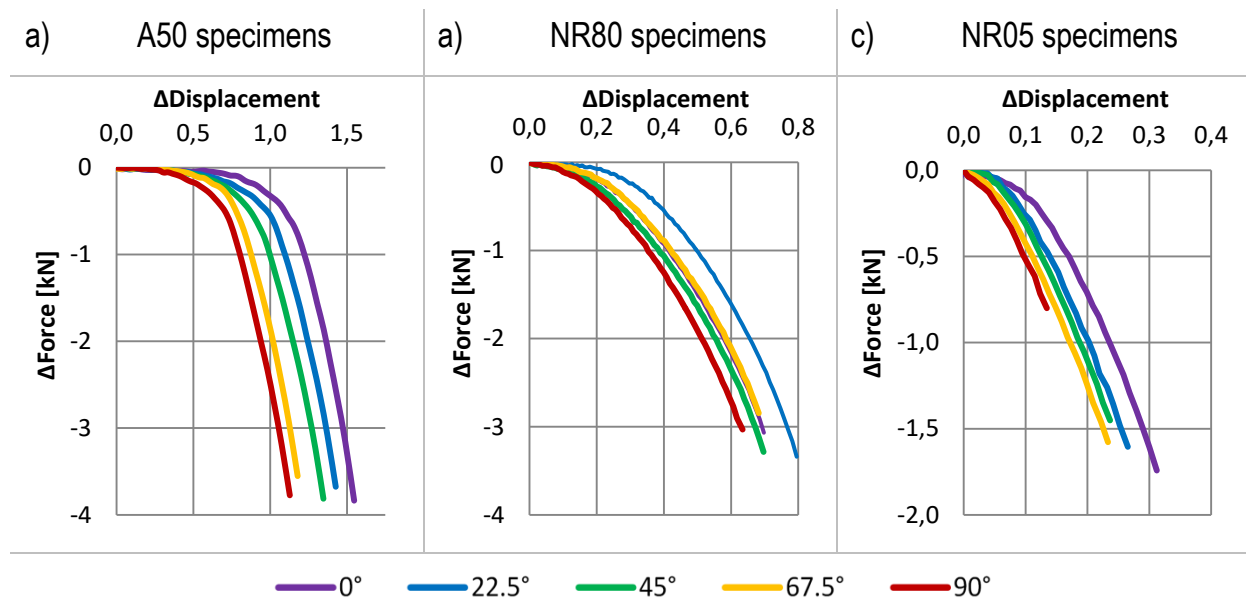 a) A50 specimens
ΔDisplacement
0,0 0,5 1,0 1,5
0
-1
-2
-3
-4
ΔForce [kN]
a) NR80 specimens
ΔDisplacement
0,0 0,2 0,4 0,6 0,8
0
-1
-2
-3
-4
ΔForce [kN]
c) NR05 specimens
ΔDisplacement
0,0 0,1 0,2 0,3 0,4
0,0
-0,5
-1,0
-1,5
-2,0
ΔForce [kN]
0° 22.5° 45° 67.5° 90°